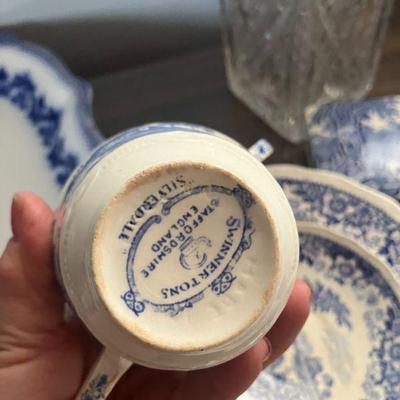 SILVERDALE
SWINNERTONS
STAFFORDSHIRE
ENGLAND